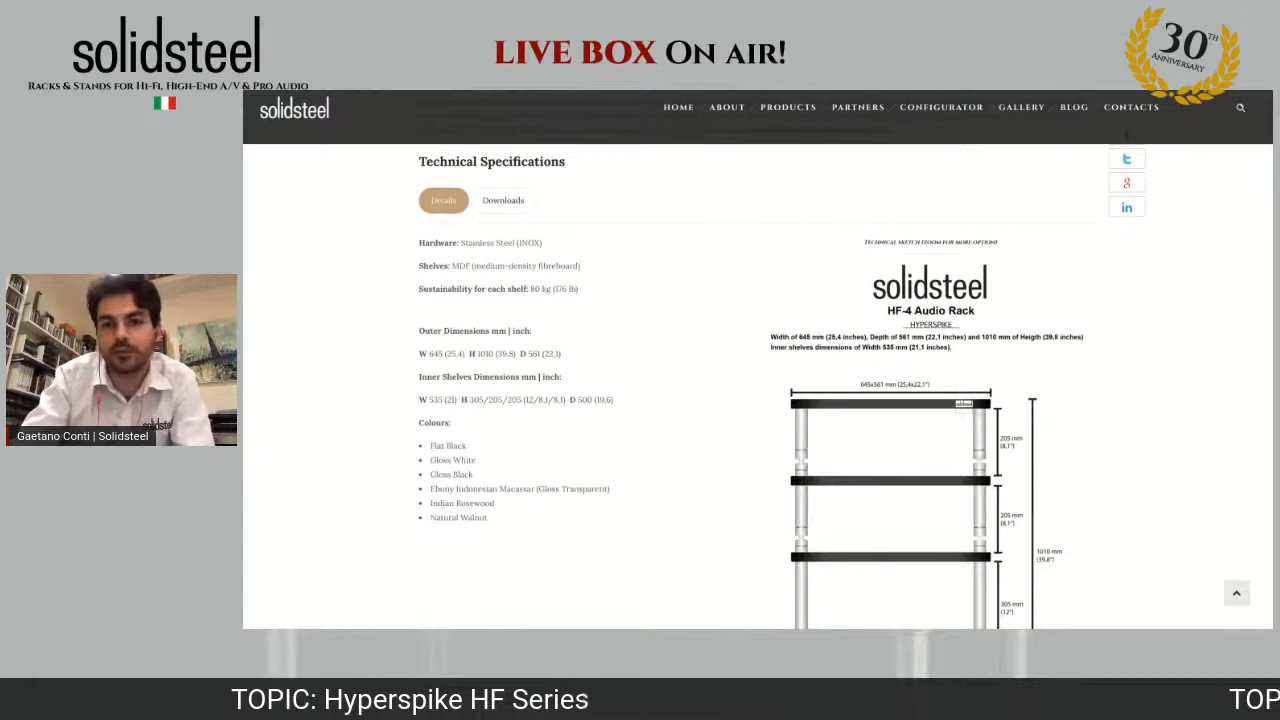 solidsteel
RACKS & STANDS FOR HI-FI, HIGH-END A/V & PRO AUDIO
LIVE BOX ON AIR!
30TH
ANNIVERSARY
solidsteel
HOME ABOUT PRODUCTS PARTNERS CONFIGURATOR GALLERY BLOG CONTACTS
Technical Specifications
Details Downloads
Hardware: Stainless Steel (INOX)
Shelves: MDF (medium-density fibreboard)
Sustainability for each shelf: 80 kg (176 lb)
Outer Dimensions mm | inch:
W 645 (25,4) H 1010 (39,8) D 561 (22,1)
Inner Shelves Dimensions mm | inch:
W 535 (21) H 305/205/205 (12/8,1/8,1) D 500 (19,6)
Colours:
Flat Black
Gloss White
Gloss Black
Ebony Indonesian Macassar (Gloss Transparent)
Indian Rosewood
Natural Walnut
TECHNICAL SKETCH (ZOOM FOR MORE OPTION)
solidsteel
HF-4 Audio Rack
HYPERSPIKE
Width of 645 mm (25,4 inches), Depth of 561 mm (22,1 inches) and 1010 mm of Heigth (39,8 inches)
Inner shelves dimensions of Width 535 mm (21,1 inches).
645x561 mm (25,4x22,1")
solidsteel
205 mm
(8,1")
205 mm
(8,1")
1010 mm
(39,8")
305 mm
(12")
solidsteel
Gaetano Conti | Solidsteel
TOPIC: Hyperspike HF Series
TOP